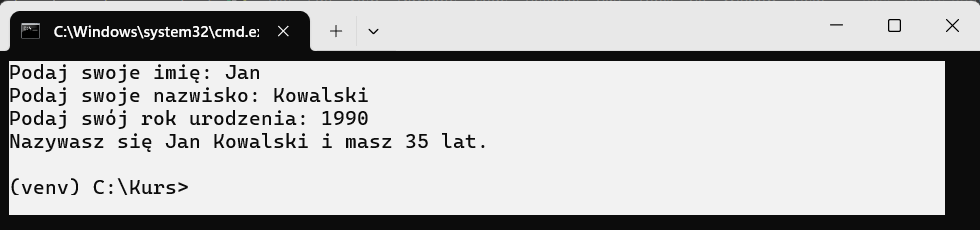 C:\Windows\system32\cmd.e
Podaj swoje imię: Jan
Podaj swoje nazwisko: Kowalski
Podaj swój rok urodzenia: 1990
Nazywasz się Jan Kowalski i masz 35 lat.
(venv) C:\Kurs>